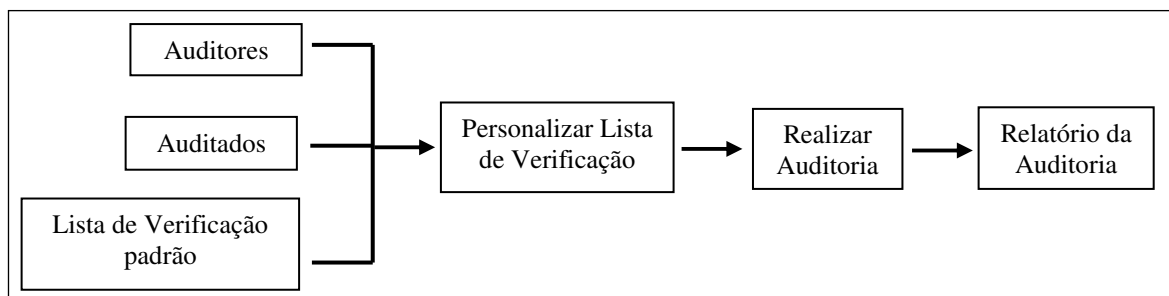 Auditores
Auditados
Lista de Verificação
padrão
Personalizar Lista
de Verificação
Realizar
Auditoria
Relatório da
Auditoria